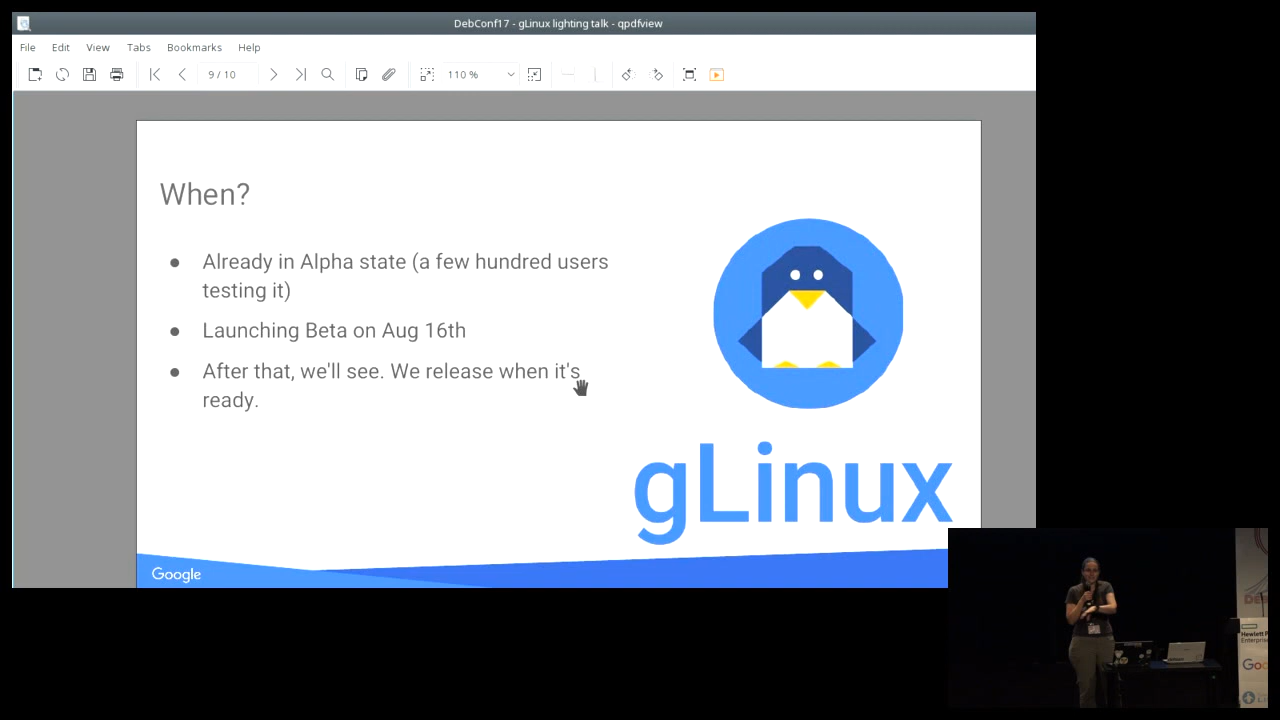 DebConf17 - gLinux lighting talk - qpdfview
File Edit View Tabs Bookmarks Help
9 / 10
110 %
When?
● Already in Alpha state (a few hundred users
testing it)
● Launching Beta on Aug 16th
● After that, we'll see. We release when it's
ready.
gLinux
Google
Enterprise